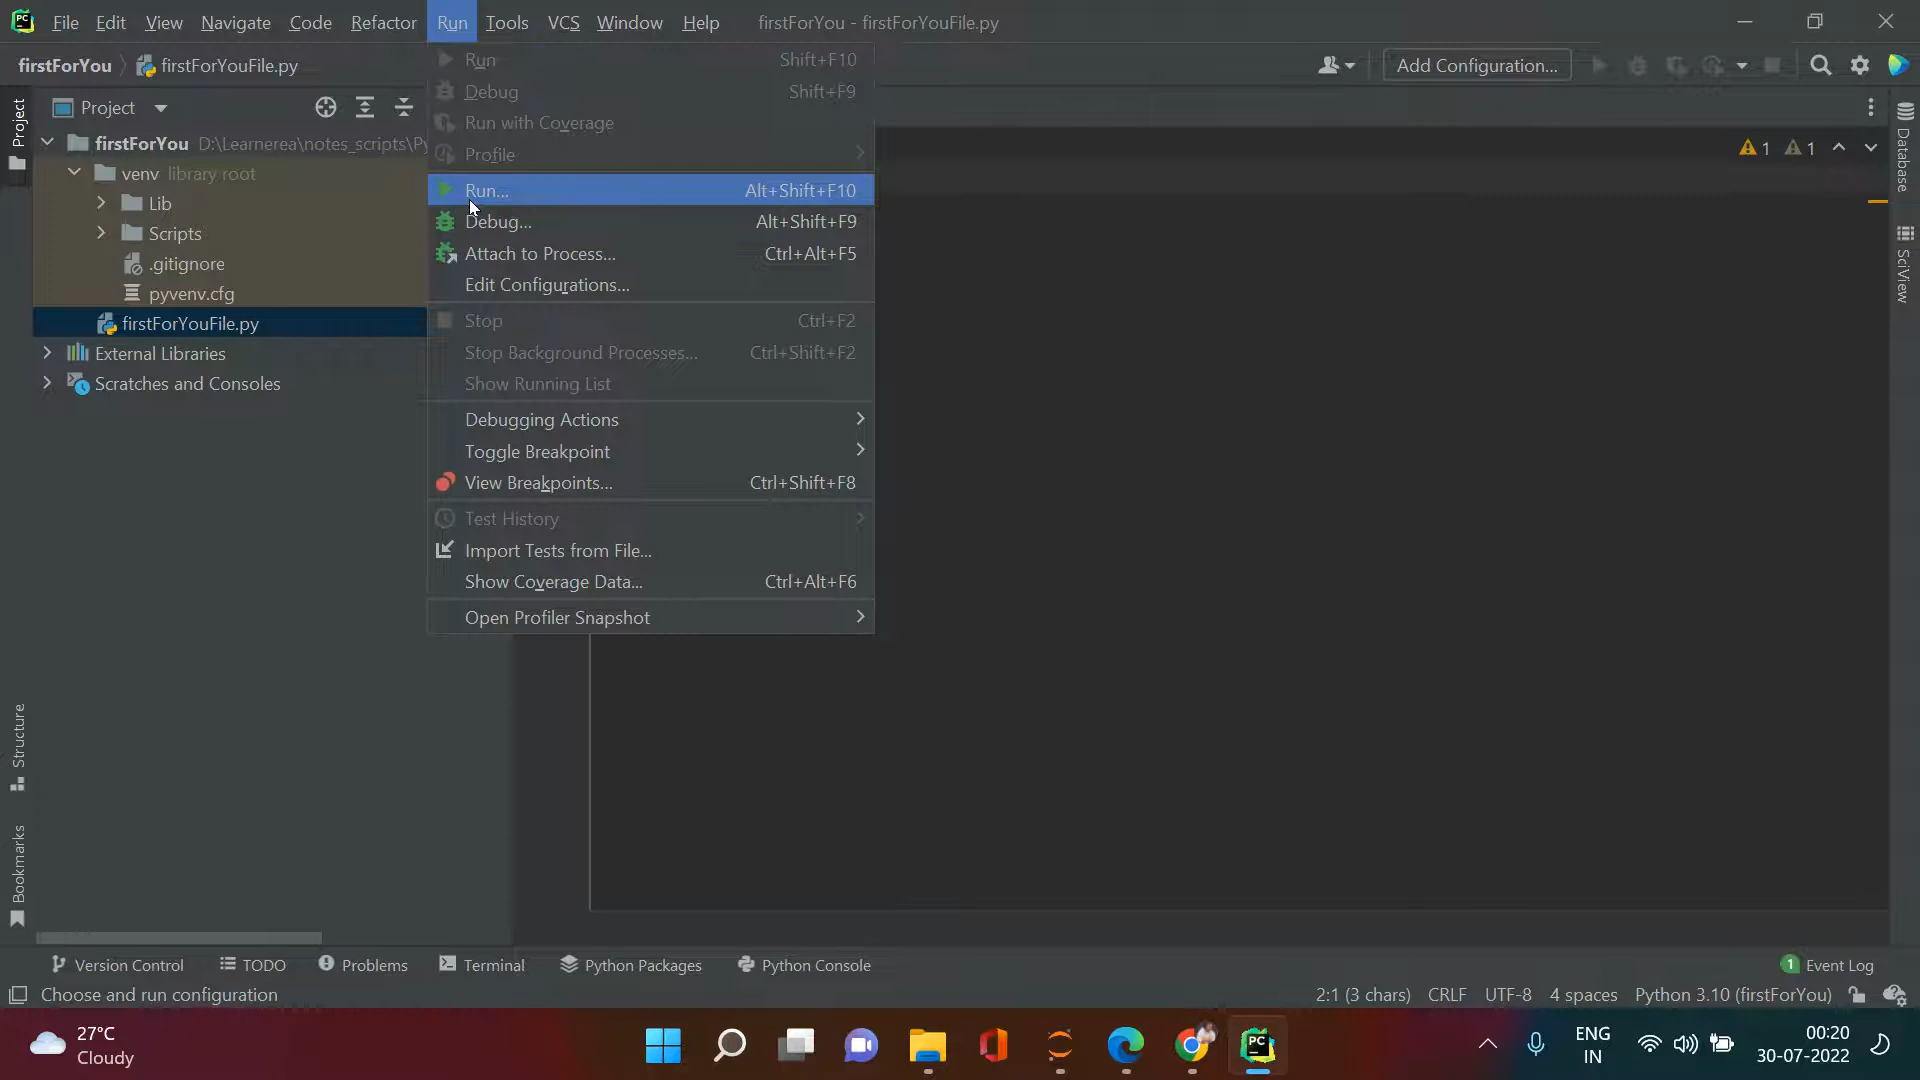 File Edit View Navigate Code Refactor Run Tools VCS Window Help firstForYou - firstForYouFile.py
firstForYou firstForYouFile.py
Add Configuration...
Project
Project
firstForYou D:\Learnerea\notes_scripts\Py
venv library root
Lib
Scripts
.gitignore
pyvenv.cfg
firstForYouFile.py
External Libraries
Scratches and Consoles
Run Shift+F10
Debug Shift+F9
Run with Coverage
Profile
Run... Alt+Shift+F10
Debug... Alt+Shift+F9
Attach to Process... Ctrl+Alt+F5
Edit Configurations...
Stop Ctrl+F2
Stop Background Processes... Ctrl+Shift+F2
Show Running List
Debugging Actions
Toggle Breakpoint
View Breakpoints... Ctrl+Shift+F8
Test History
Import Tests from File...
Show Coverage Data... Ctrl+Alt+F6
Open Profiler Snapshot
1 1
Database
SciView
Structure
Bookmarks
Version Control TODO Problems Terminal Python Packages Python Console 1 Event Log
Choose and run configuration 2:1 (3 chars) CRLF UTF-8 4 spaces Python 3.10 (firstForYou)
27°C
Cloudy
PC
ENG
IN
00:20
30-07-2022